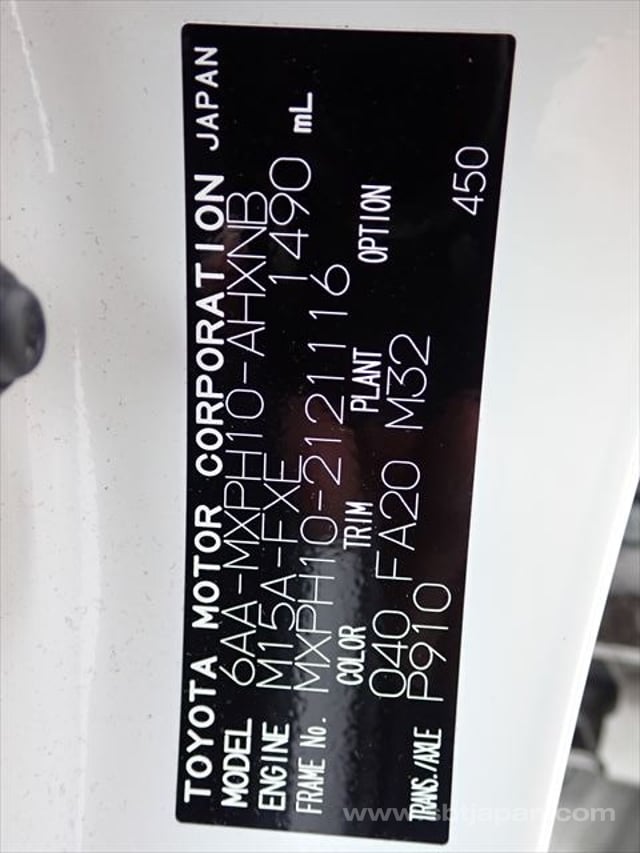 TOYOTA MOTOR CORPORATION JAPAN
MODEL 6AA-MXPH10-AHXNB
ENGINE M15A-FXE 1490 mL
FRAME No. MXPH10-2121116
COLOR TRIM PLANT OPTION
040 FA20 M32
TRANS./AXLE P910 450
www.sbtjapan.com